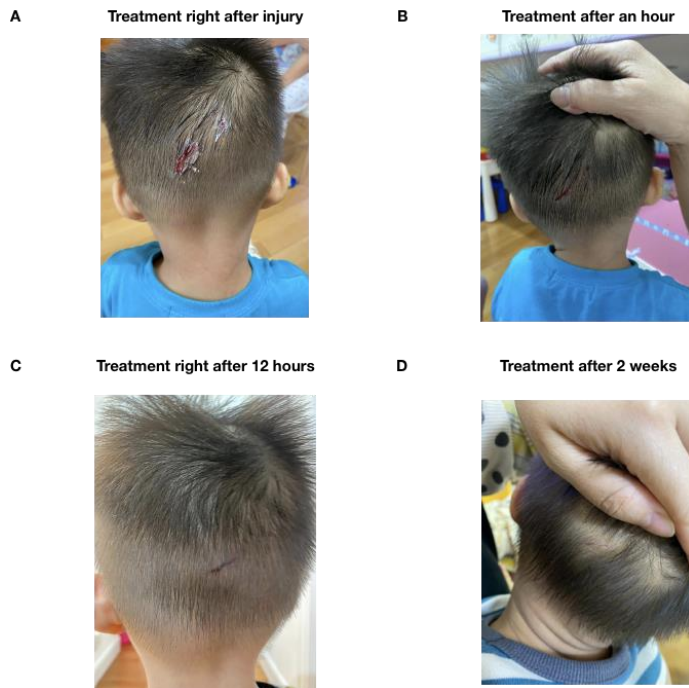 A Treatment right after injury
B Treatment after an hour
C Treatment right after 12 hours
D Treatment after 2 weeks